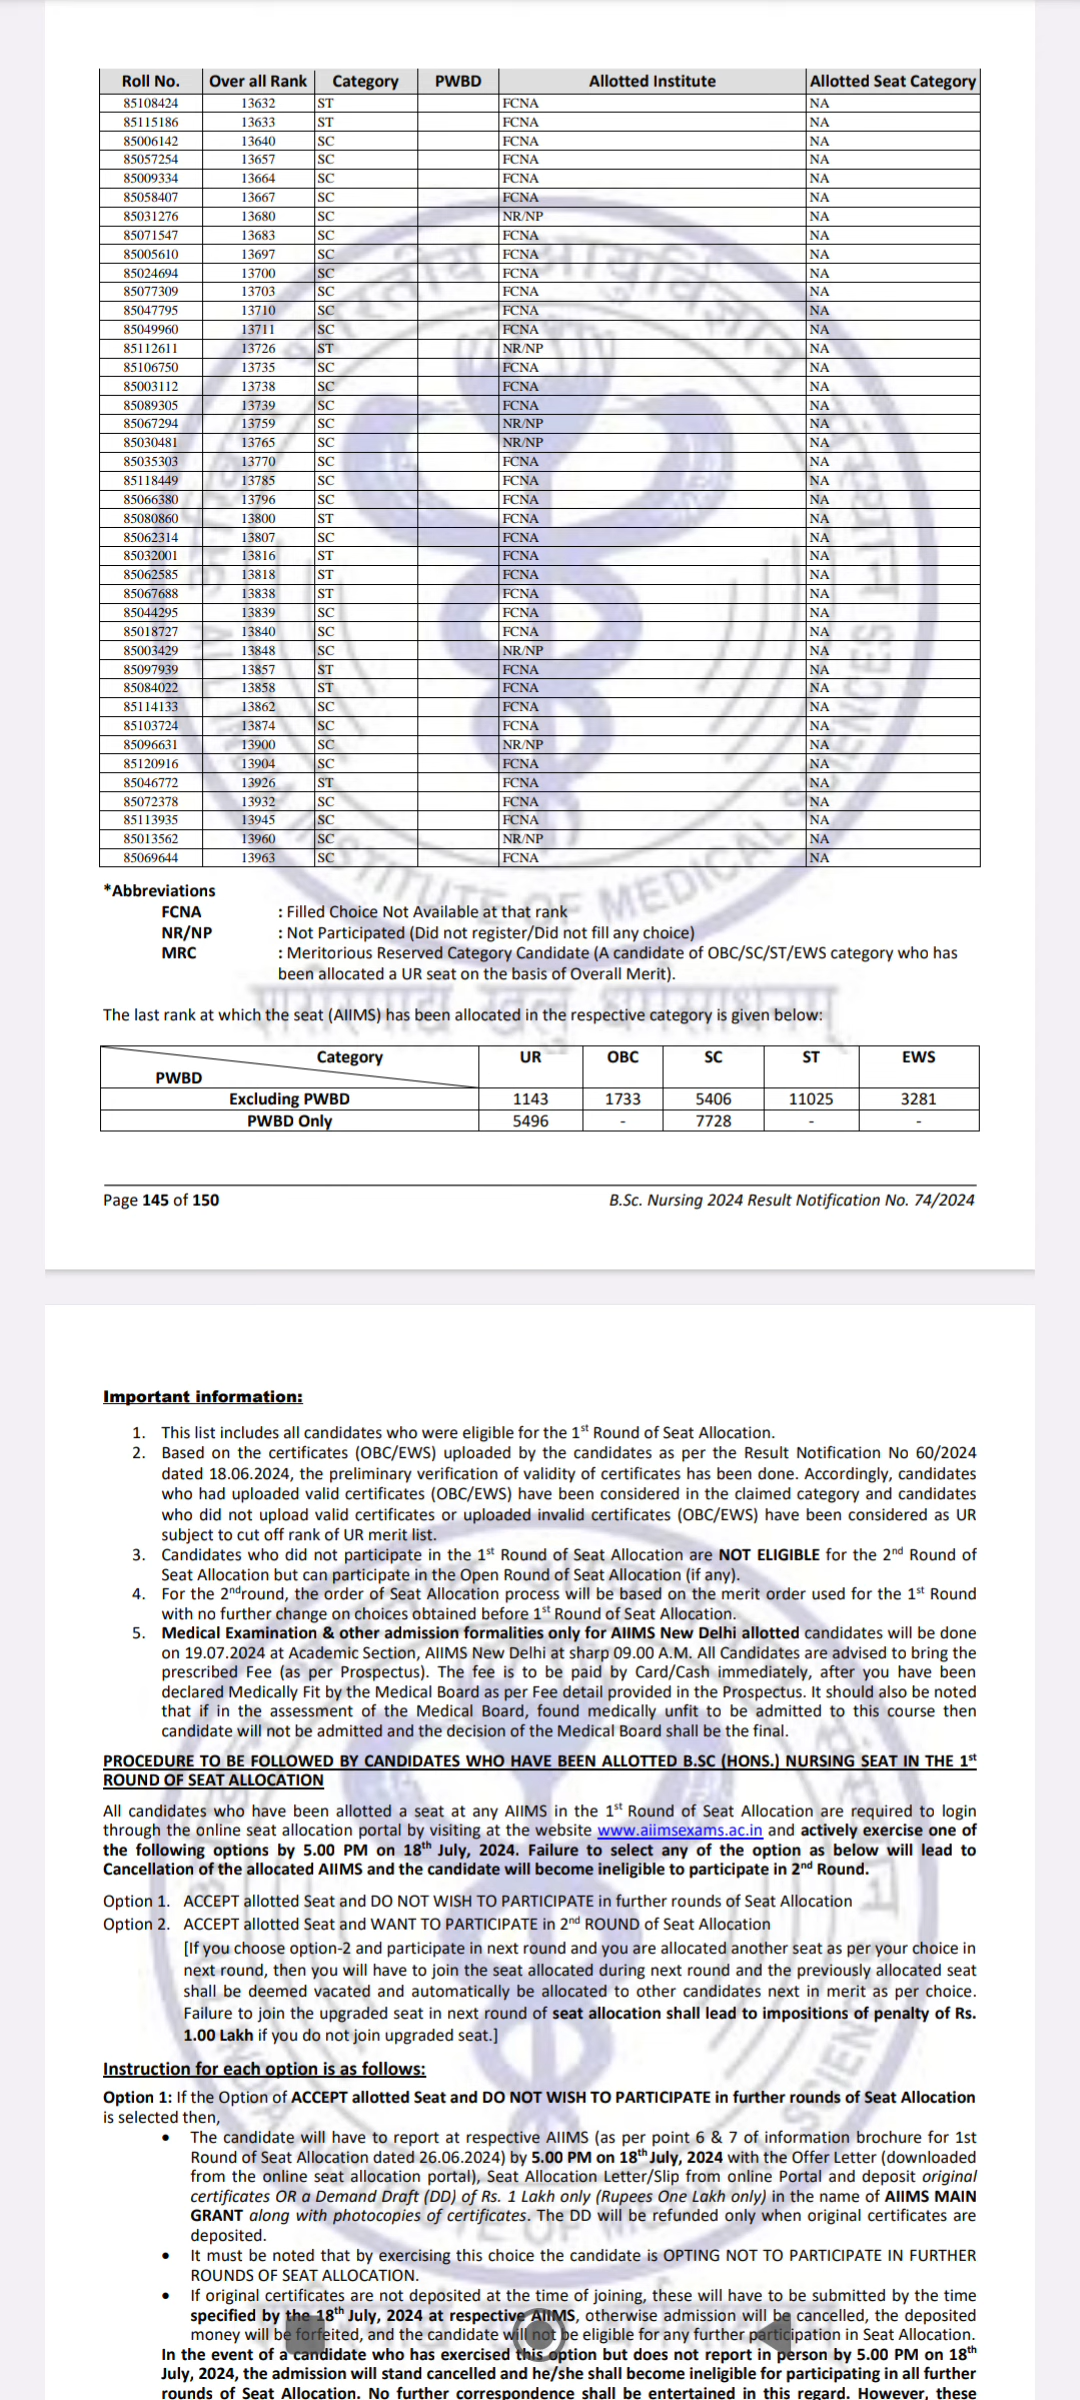 Roll No. Over all Rank Category PWBD Allotted Institute Allotted Seat Category
85108424 13632 ST FCNA NA
85115186 13633 ST FCNA NA
85006142 13640 SC FCNA NA
85057254 13657 SC FCNA NA
85009334 13664 SC FCNA NA
85058407 13667 SC FCNA NA
85031276 13680 SC NR/NP NA
85071547 13683 SC FCNA NA
85005610 13697 SC FCNA NA
85024694 13700 SC FCNA NA
85077309 13703 SC FCNA NA
85047795 13710 SC FCNA NA
85049960 13711 SC FCNA NA
85112611 13726 ST NR/NP NA
85106750 13735 SC FCNA NA
85003112 13738 SC FCNA NA
85089305 13739 SC FCNA NA
85067294 13759 SC NR/NP NA
85030481 13765 SC NR/NP NA
85035303 13770 SC FCNA NA
85118449 13785 SC FCNA NA
85066380 13796 SC FCNA NA
85080860 13800 ST FCNA NA
85062314 13807 SC FCNA NA
85032001 13816 ST FCNA NA
85062585 13818 ST FCNA NA
85067688 13838 ST FCNA NA
85044295 13839 SC FCNA NA
85018727 13840 SC FCNA NA
85003429 13848 SC NR/NP NA
85097939 13857 ST FCNA NA
85084022 13858 ST FCNA NA
85114133 13862 SC FCNA NA
85103724 13874 SC FCNA NA
85096631 13900 SC NR/NP NA
85120916 13904 SC FCNA NA
85046772 13926 ST FCNA NA
85072378 13932 SC FCNA NA
85113935 13945 SC FCNA NA
85013562 13960 SC NR/NP NA
85069644 13963 SC FCNA NA
*Abbreviations
FCNA : Filled Choice Not Available at that rank
NR/NP : Not Participated (Did not register/Did not fill any choice)
MRC : Meritorious Reserved Category Candidate (A candidate of OBC/SC/ST/EWS category who has
been allocated a UR seat on the basis of Overall Merit).
The last rank at which the seat (AIIMS) has been allocated in the respective category is given below:
Category UR OBC SC ST EWS
PWBD
Excluding PWBD 1143 1733 5406 11025 3281
PWBD Only 5496 - 7728 - -
Page 145 of 150 B.Sc. Nursing 2024 Result Notification No. 74/2024
ALL INDIA INSTITUTE OF MEDICAL SCIENCES
Important information:
1. This list includes all candidates who were eligible for the 1st Round of Seat Allocation.
2. Based on the certificates (OBC/EWS) uploaded by the candidates as per the Result Notification No 60/2024
dated 18.06.2024, the preliminary verification of validity of certificates has been done. Accordingly, candidates
who had uploaded valid certificates (OBC/EWS) have been considered in the claimed category and candidates
who did not upload valid certificates or uploaded invalid certificates (OBC/EWS) have been considered as UR
subject to cut off rank of UR merit list.
3. Candidates who did not participate in the 1st Round of Seat Allocation are NOT ELIGIBLE for the 2nd Round of
Seat Allocation but can participate in the Open Round of Seat Allocation (if any).
4. For the 2ndround, the order of Seat Allocation process will be based on the merit order used for the 1st Round
with no further change on choices obtained before 1st Round of Seat Allocation.
5. Medical Examination & other admission formalities only for AIIMS New Delhi allotted candidates will be done
on 19.07.2024 at Academic Section, AIIMS New Delhi at sharp 09.00 A.M. All Candidates are advised to bring the
prescribed Fee (as per Prospectus). The fee is to be paid by Card/Cash immediately, after you have been
declared Medically Fit by the Medical Board as per Fee detail provided in the Prospectus. It should also be noted
that if in the assessment of the Medical Board, found medically unfit to be admitted to this course then
candidate will not be admitted and the decision of the Medical Board shall be the final.
PROCEDURE TO BE FOLLOWED BY CANDIDATES WHO HAVE BEEN ALLOTTED B.SC (HONS.) NURSING SEAT IN THE 1st
ROUND OF SEAT ALLOCATION
All candidates who have been allotted a seat at any AIIMS in the 1st Round of Seat Allocation are required to login
through the online seat allocation portal by visiting at the website www.aiimsexams.ac.in and actively exercise one of
the following options by 5.00 PM on 18th July, 2024. Failure to select any of the option as below will lead to
Cancellation of the allocated AIIMS and the candidate will become ineligible to participate in 2nd Round.
Option 1. ACCEPT allotted Seat and DO NOT WISH TO PARTICIPATE in further rounds of Seat Allocation
Option 2. ACCEPT allotted Seat and WANT TO PARTICIPATE in 2nd ROUND of Seat Allocation
[If you choose option-2 and participate in next round and you are allocated another seat as per your choice in
next round, then you will have to join the seat allocated during next round and the previously allocated seat
shall be deemed vacated and automatically be allocated to other candidates next in merit as per choice.
Failure to join the upgraded seat in next round of seat allocation shall lead to impositions of penalty of Rs.
1.00 Lakh if you do not join upgraded seat.]
Instruction for each option is as follows:
Option 1: If the Option of ACCEPT allotted Seat and DO NOT WISH TO PARTICIPATE in further rounds of Seat Allocation
is selected then,
• The candidate will have to report at respective AIIMS (as per point 6 & 7 of information brochure for 1st
Round of Seat Allocation dated 26.06.2024) by 5.00 PM on 18th July, 2024 with the Offer Letter (downloaded
from the online seat allocation portal), Seat Allocation Letter/Slip from online Portal and deposit original
certificates OR a Demand Draft (DD) of Rs. 1 Lakh only (Rupees One Lakh only) in the name of AIIMS MAIN
GRANT along with photocopies of certificates. The DD will be refunded only when original certificates are
deposited.
• It must be noted that by exercising this choice the candidate is OPTING NOT TO PARTICIPATE IN FURTHER
ROUNDS OF SEAT ALLOCATION.
• If original certificates are not deposited at the time of joining, these will have to be submitted by the time
specified by the 18th July, 2024 at respective AIIMS, otherwise admission will be cancelled, the deposited
money will be forfeited, and the candidate will not be eligible for any further participation in Seat Allocation.
In the event of a candidate who has exercised this option but does not report in person by 5.00 PM on 18th
July, 2024, the admission will stand cancelled and he/she shall become ineligible for participating in all further
rounds of Seat Allocation. No further correspondence shall be entertained in this regard. However, these